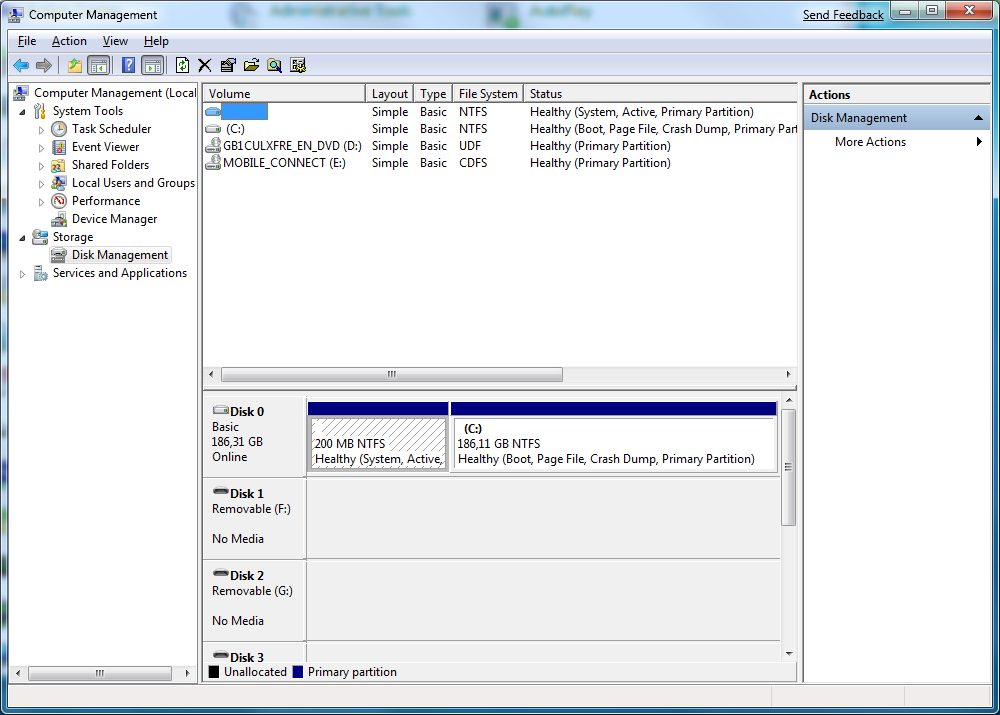 Administrative Tools
AutoPlay
Computer Management
Send Feedback
File Action View Help
Computer Management (Local
System Tools
Task Scheduler
Event Viewer
Shared Folders
Local Users and Groups
Performance
Device Manager
Storage
Disk Management
Services and Applications
Volume Layout Type File System Status
Simple Basic NTFS Healthy (System, Active, Primary Partition)
(C:) Simple Basic NTFS Healthy (Boot, Page File, Crash Dump, Primary Part
GB1CULXFRE_EN_DVD (D:) Simple Basic UDF Healthy (Primary Partition)
MOBILE_CONNECT (E:) Simple Basic CDFS Healthy (Primary Partition)
Disk 0
Basic
186,31 GB
Online
200 MB NTFS
Healthy (System, Active,
(C:)
186,11 GB NTFS
Healthy (Boot, Page File, Crash Dump, Primary Partition)
Disk 1
Removable (F:)
No Media
Disk 2
Removable (G:)
No Media
Disk 3
Unallocated Primary partition
Actions
Disk Management
More Actions